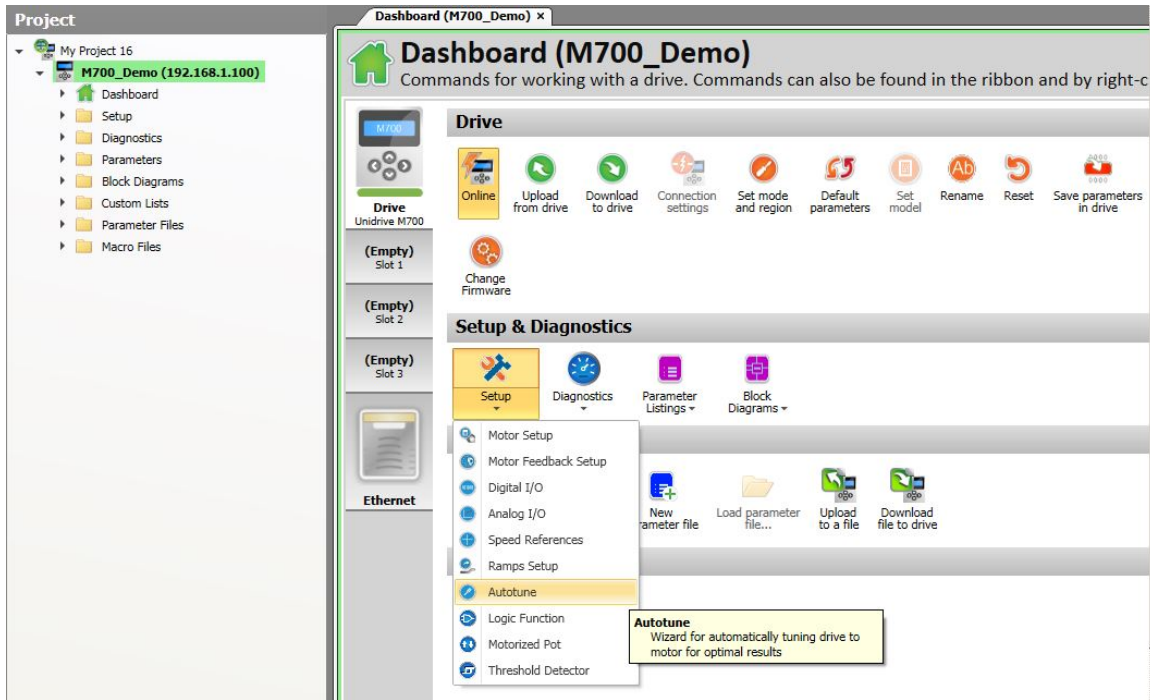 Project
My Project 16
M700_Demo (192.168.1.100)
Dashboard
Setup
Diagnostics
Parameters
Block Diagrams
Custom Lists
Parameter Files
Macro Files
Dashboard (M700_Demo) ×
Dashboard (M700_Demo)
Commands for working with a drive. Commands can also be found in the ribbon and by right-c
M700
Drive
Unidrive M700
(Empty)
Slot 1
(Empty)
Slot 2
(Empty)
Slot 3
Ethernet
Drive
Online
Upload
from drive
Download
to drive
Connection
settings
Set mode
and region
Default
parameters
Set
model
Ab
Rename
Reset
Save parameters
in drive
Change
Firmware
Setup & Diagnostics
Setup
Diagnostics
Parameter
Listings
Block
Diagrams
Motor Setup
Motor Feedback Setup
Digital I/O
Analog I/O
Speed References
Ramps Setup
Autotune
Logic Function
Motorized Pot
Threshold Detector
New
rameter file
Load parameter
file...
Upload
to a file
Download
file to drive
Autotune
Wizard for automatically tuning drive to
motor for optimal results